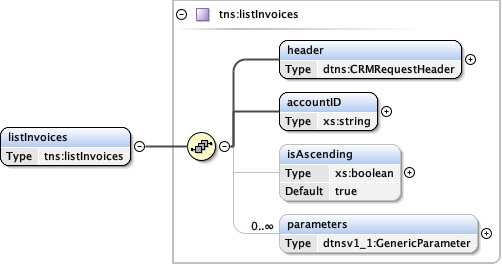 tns:listInvoices
header
Type dtns:CRMRequestHeader
accountID
Type xs:string
listInvoices
Type tns:listInvoices
isAscending
Type xs:boolean
Default true
0..∞
parameters
Type dtnsv1_1:GenericParameter